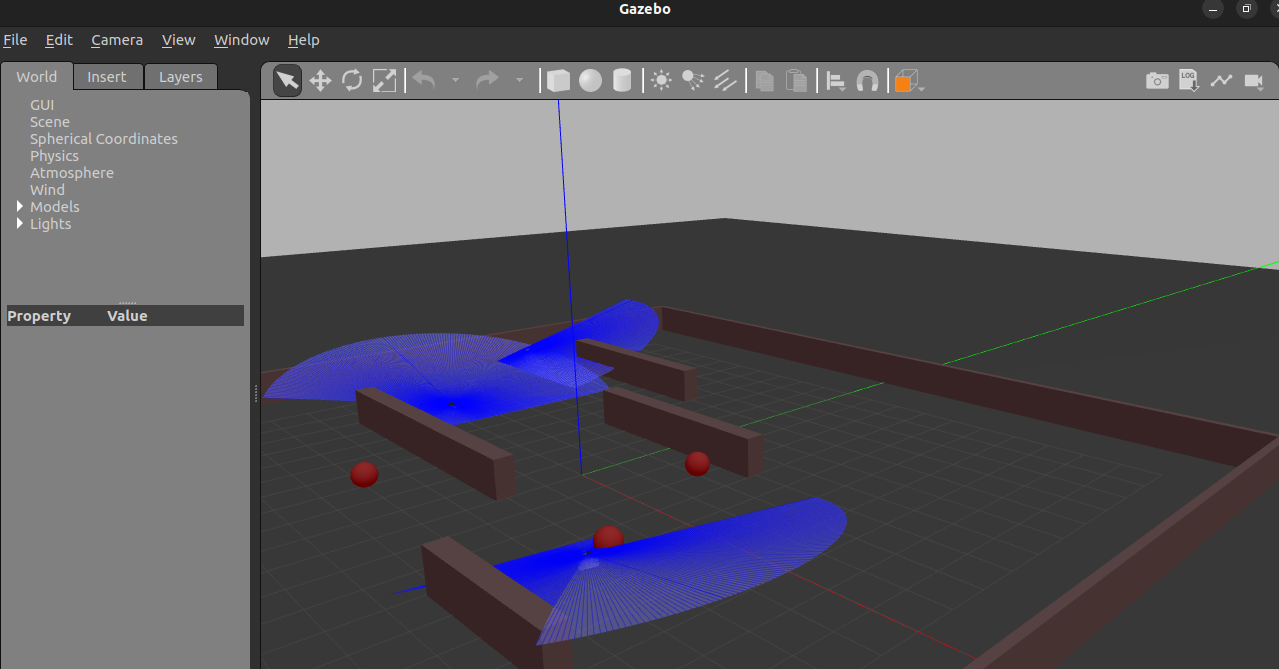 Gazebo
File Edit Camera View Window Help
World Insert Layers
LOG
GUI
Scene
Spherical Coordinates
Physics
Atmosphere
Wind
Models
Lights
Property Value